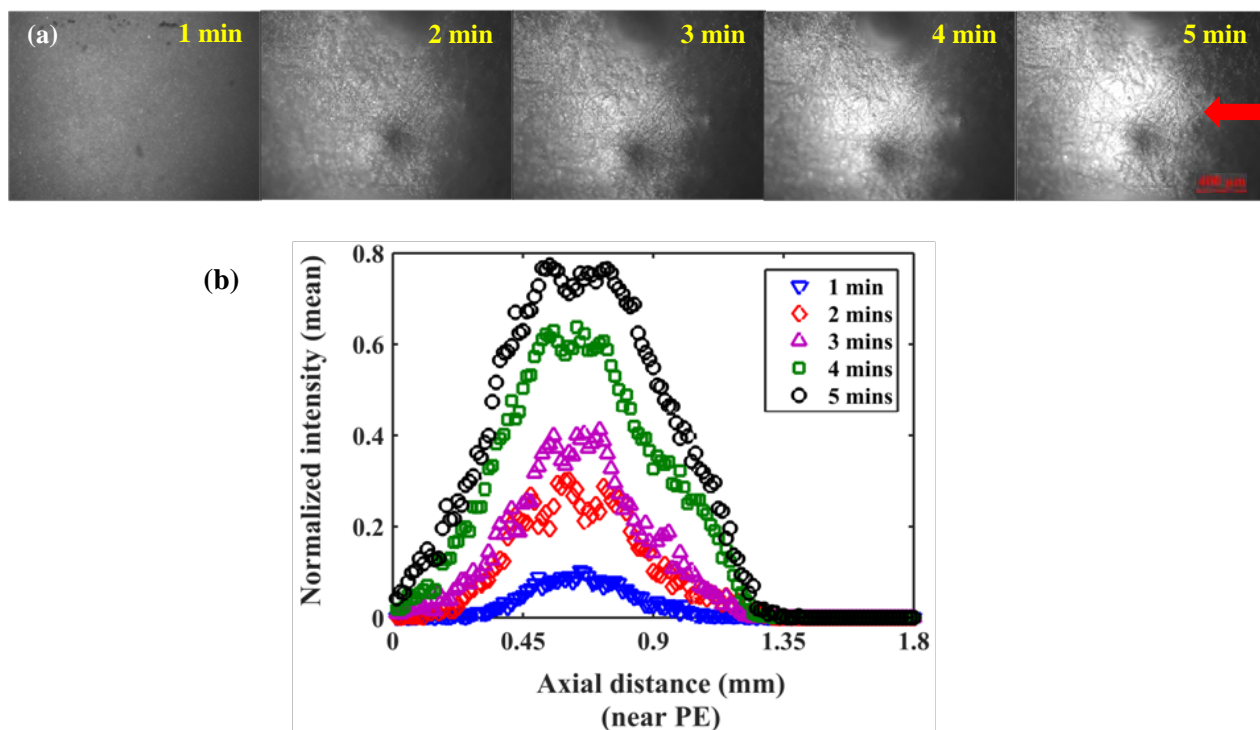 (a) 1 min 2 min 3 min 4 min 5 min
400 μm
(b)
0.8
0.6
0.4
0.2
0
Normalized intensity (mean)
1 min
2 mins
3 mins
4 mins
5 mins
0 0.45 0.9 1.35 1.8
Axial distance (mm)
(near PE)